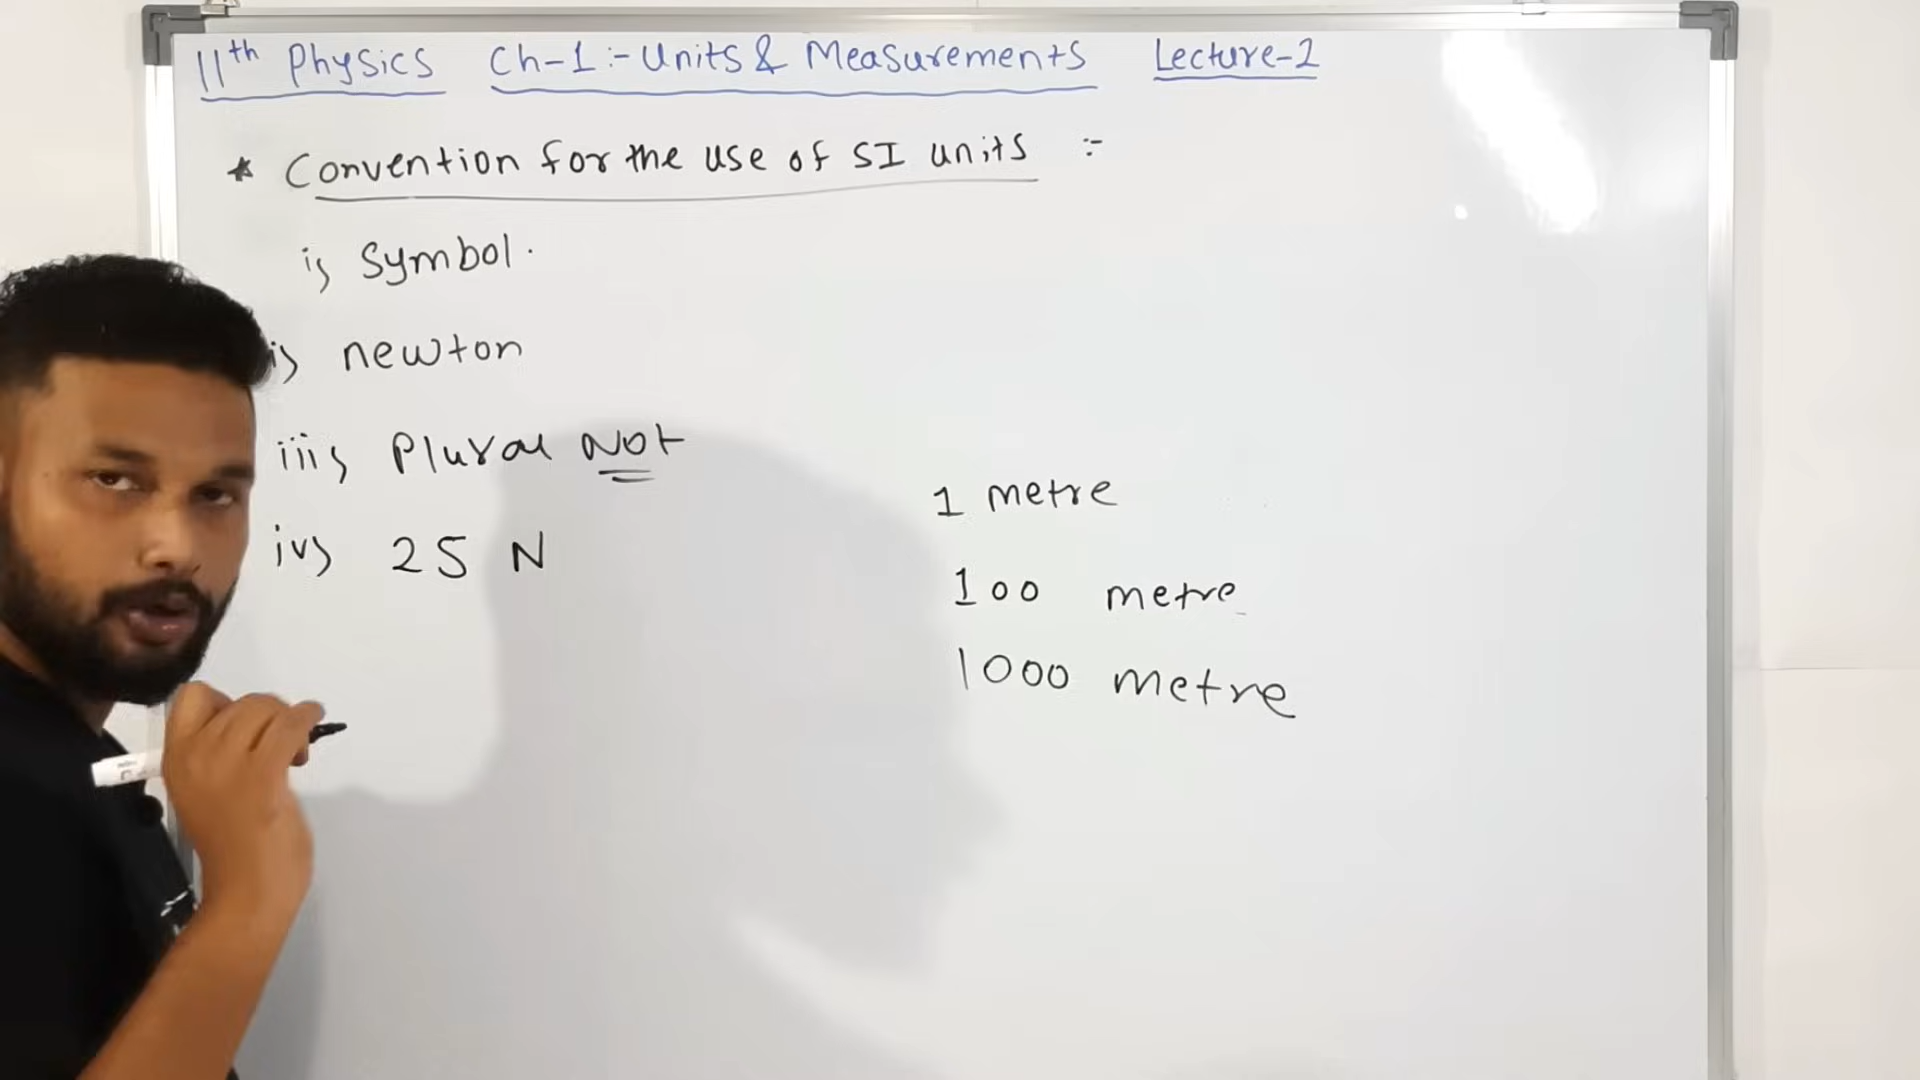 11th Physics Ch-1:- Units & Measurements Lecture-2
* Convention for the use of SI units :-
i) Symbol.
i) newton
iii) Plural Not
iv) 25 N
1 metre
100 metre
1000 metre